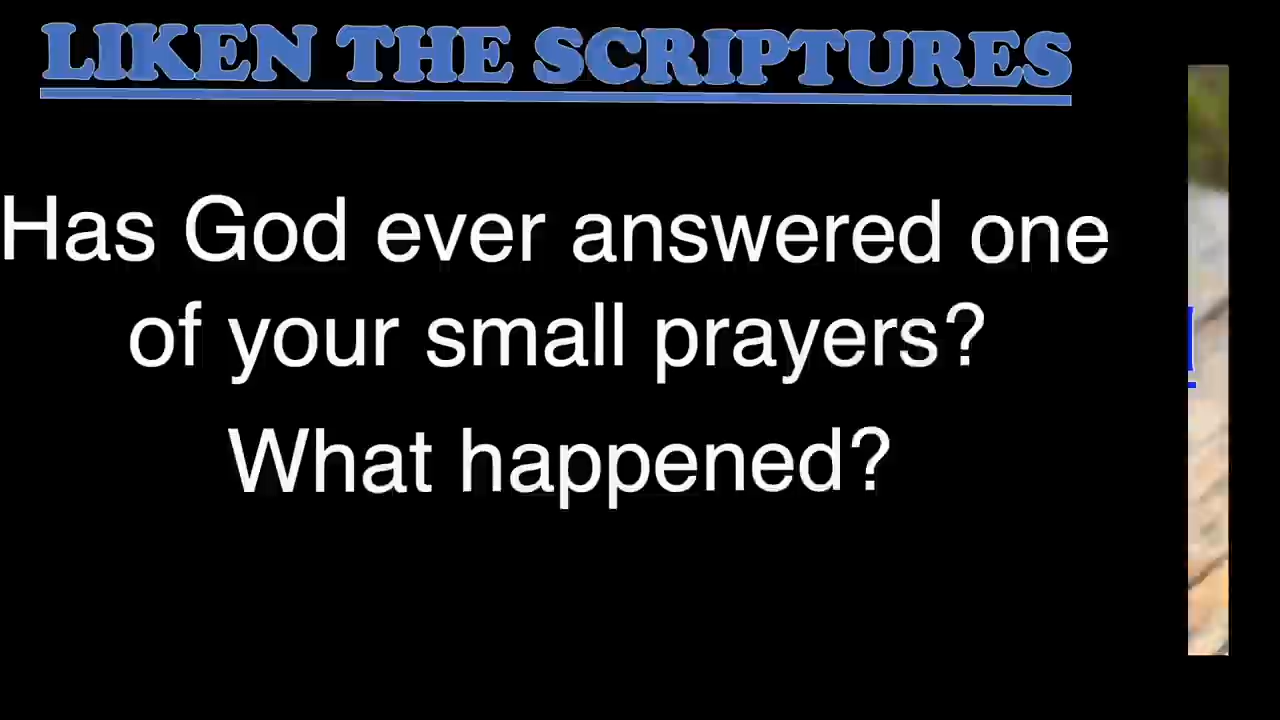 LIKEN THE SCRIPTURES
Has God ever answered one
of your small prayers?
What happened?